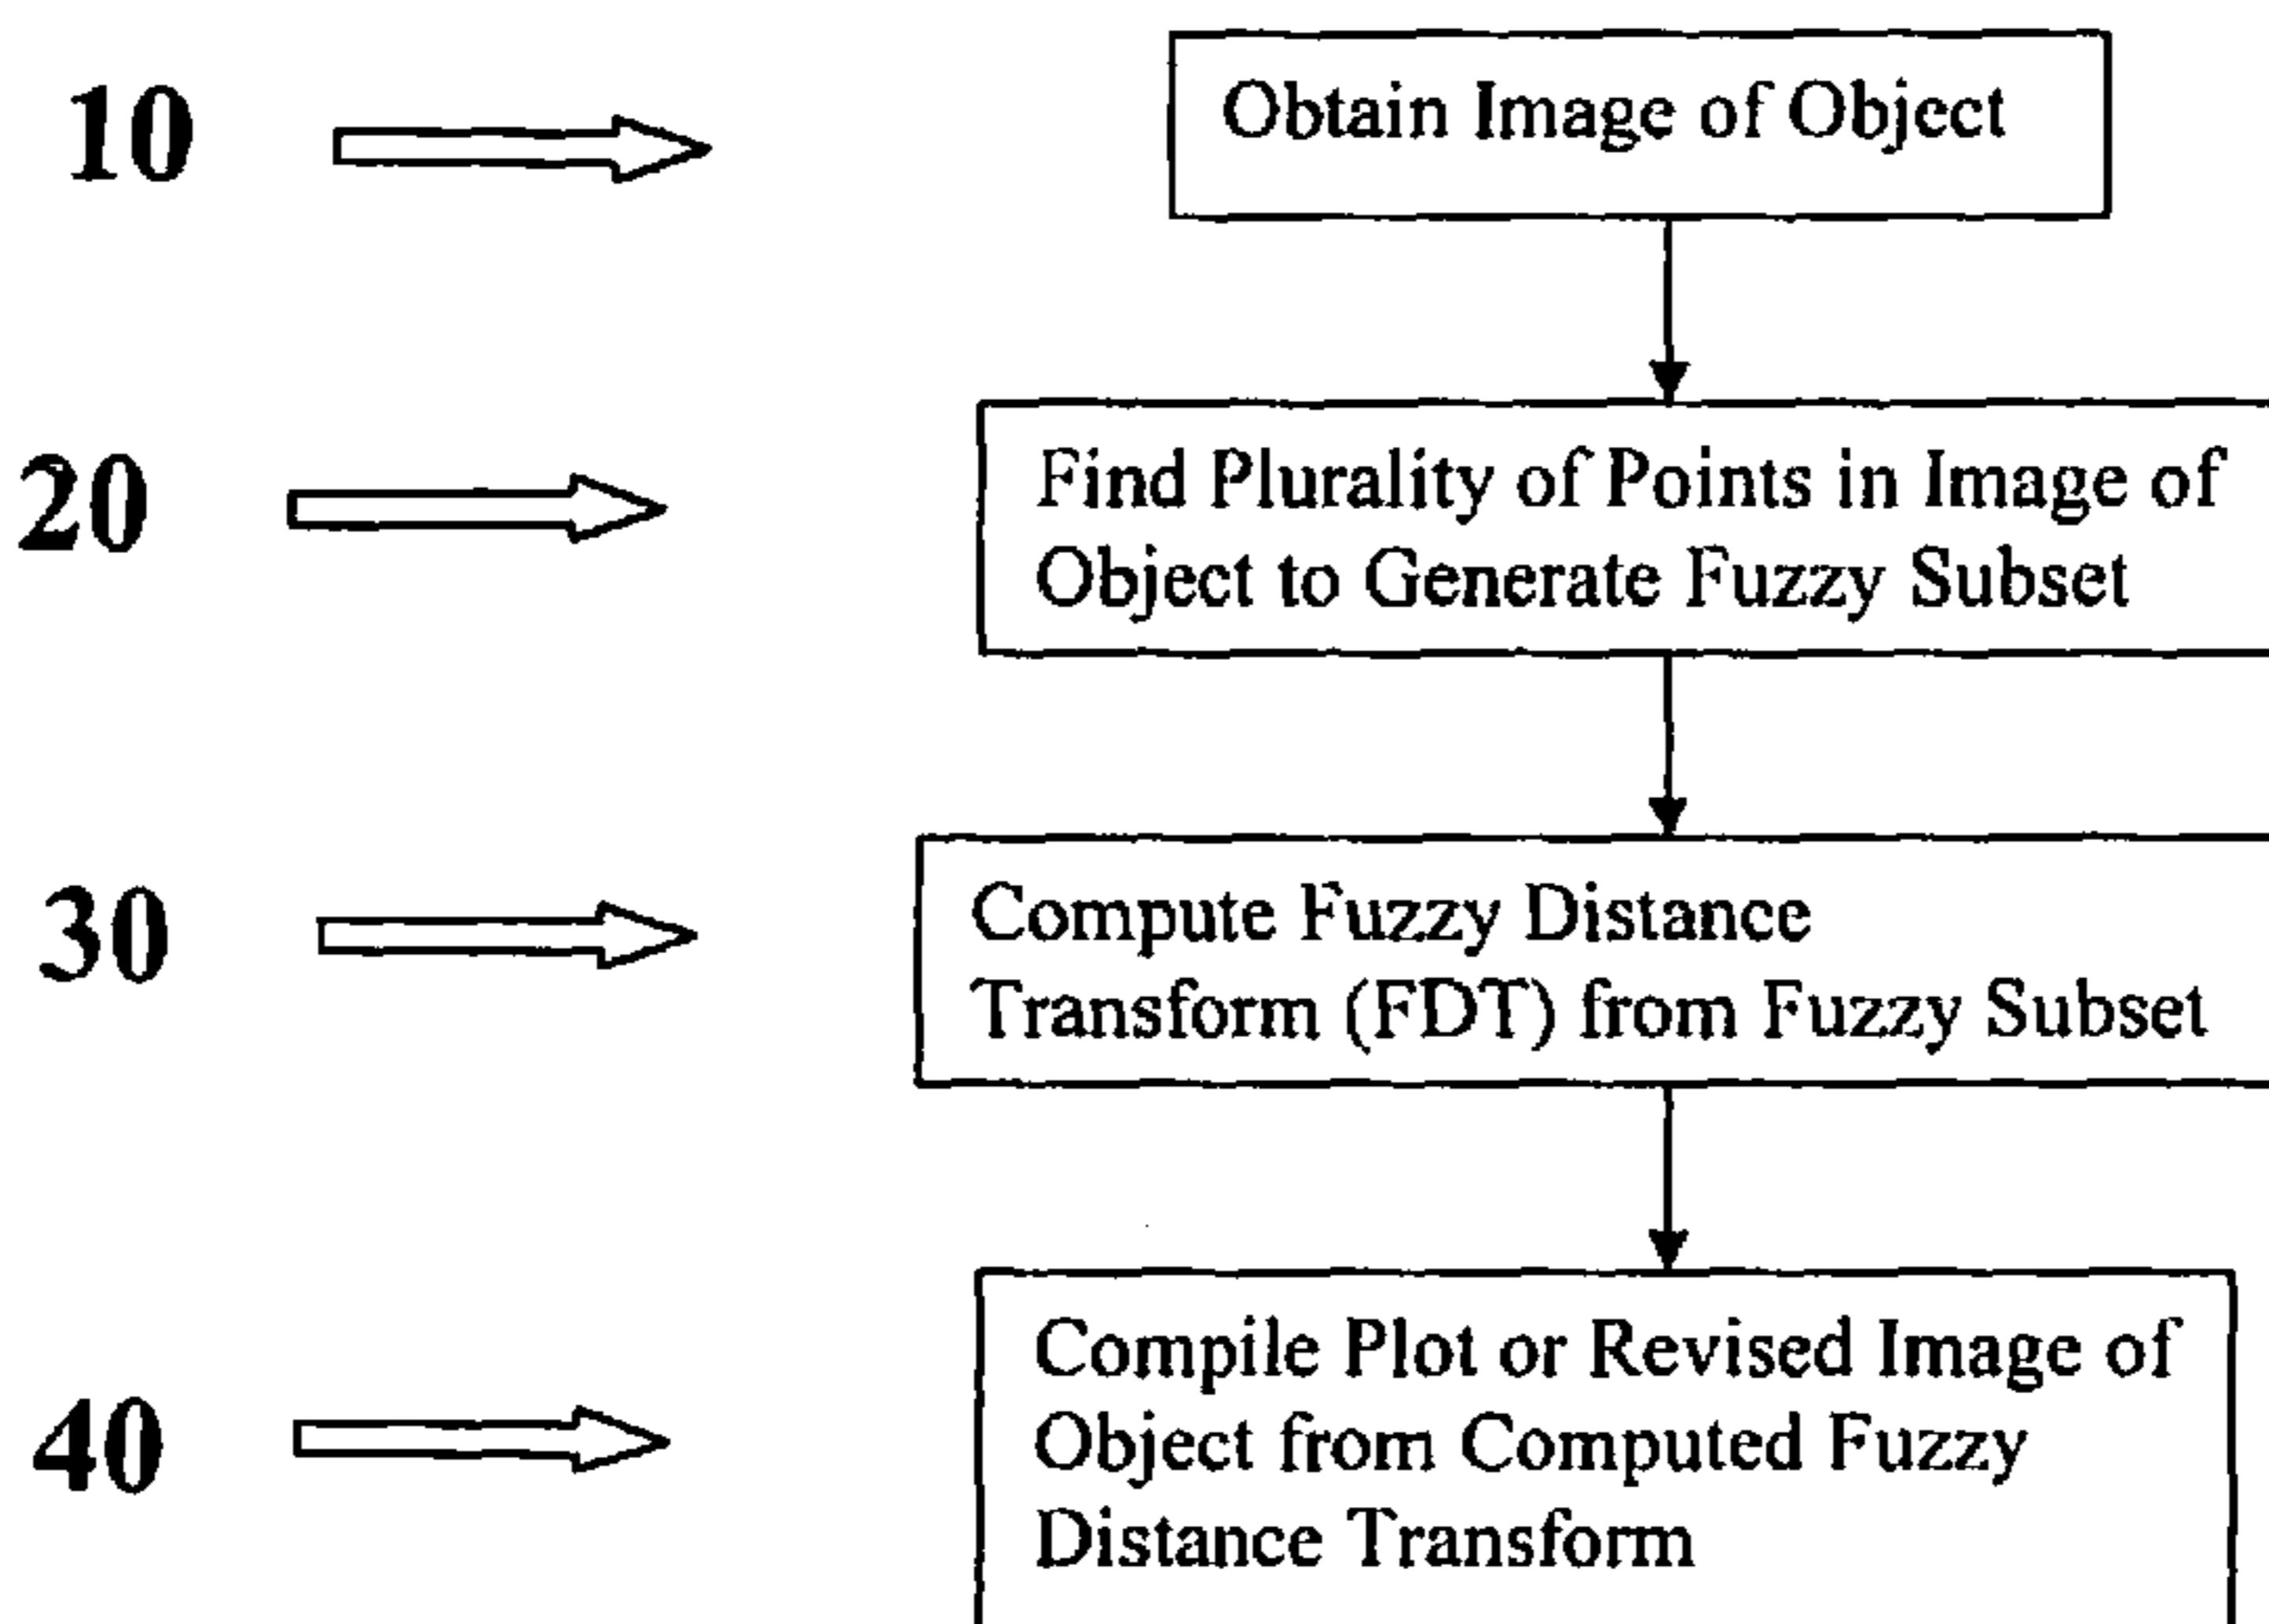 10
Obtain Image of Object
20
Find Plurality of Points in Image of
Object to Generate Fuzzy Subset
30
Compute Fuzzy Distance
Transform (FDT) from Fuzzy Subset
40
Compile Plot or Revised Image of
Object from Computed Fuzzy
Distance Transform